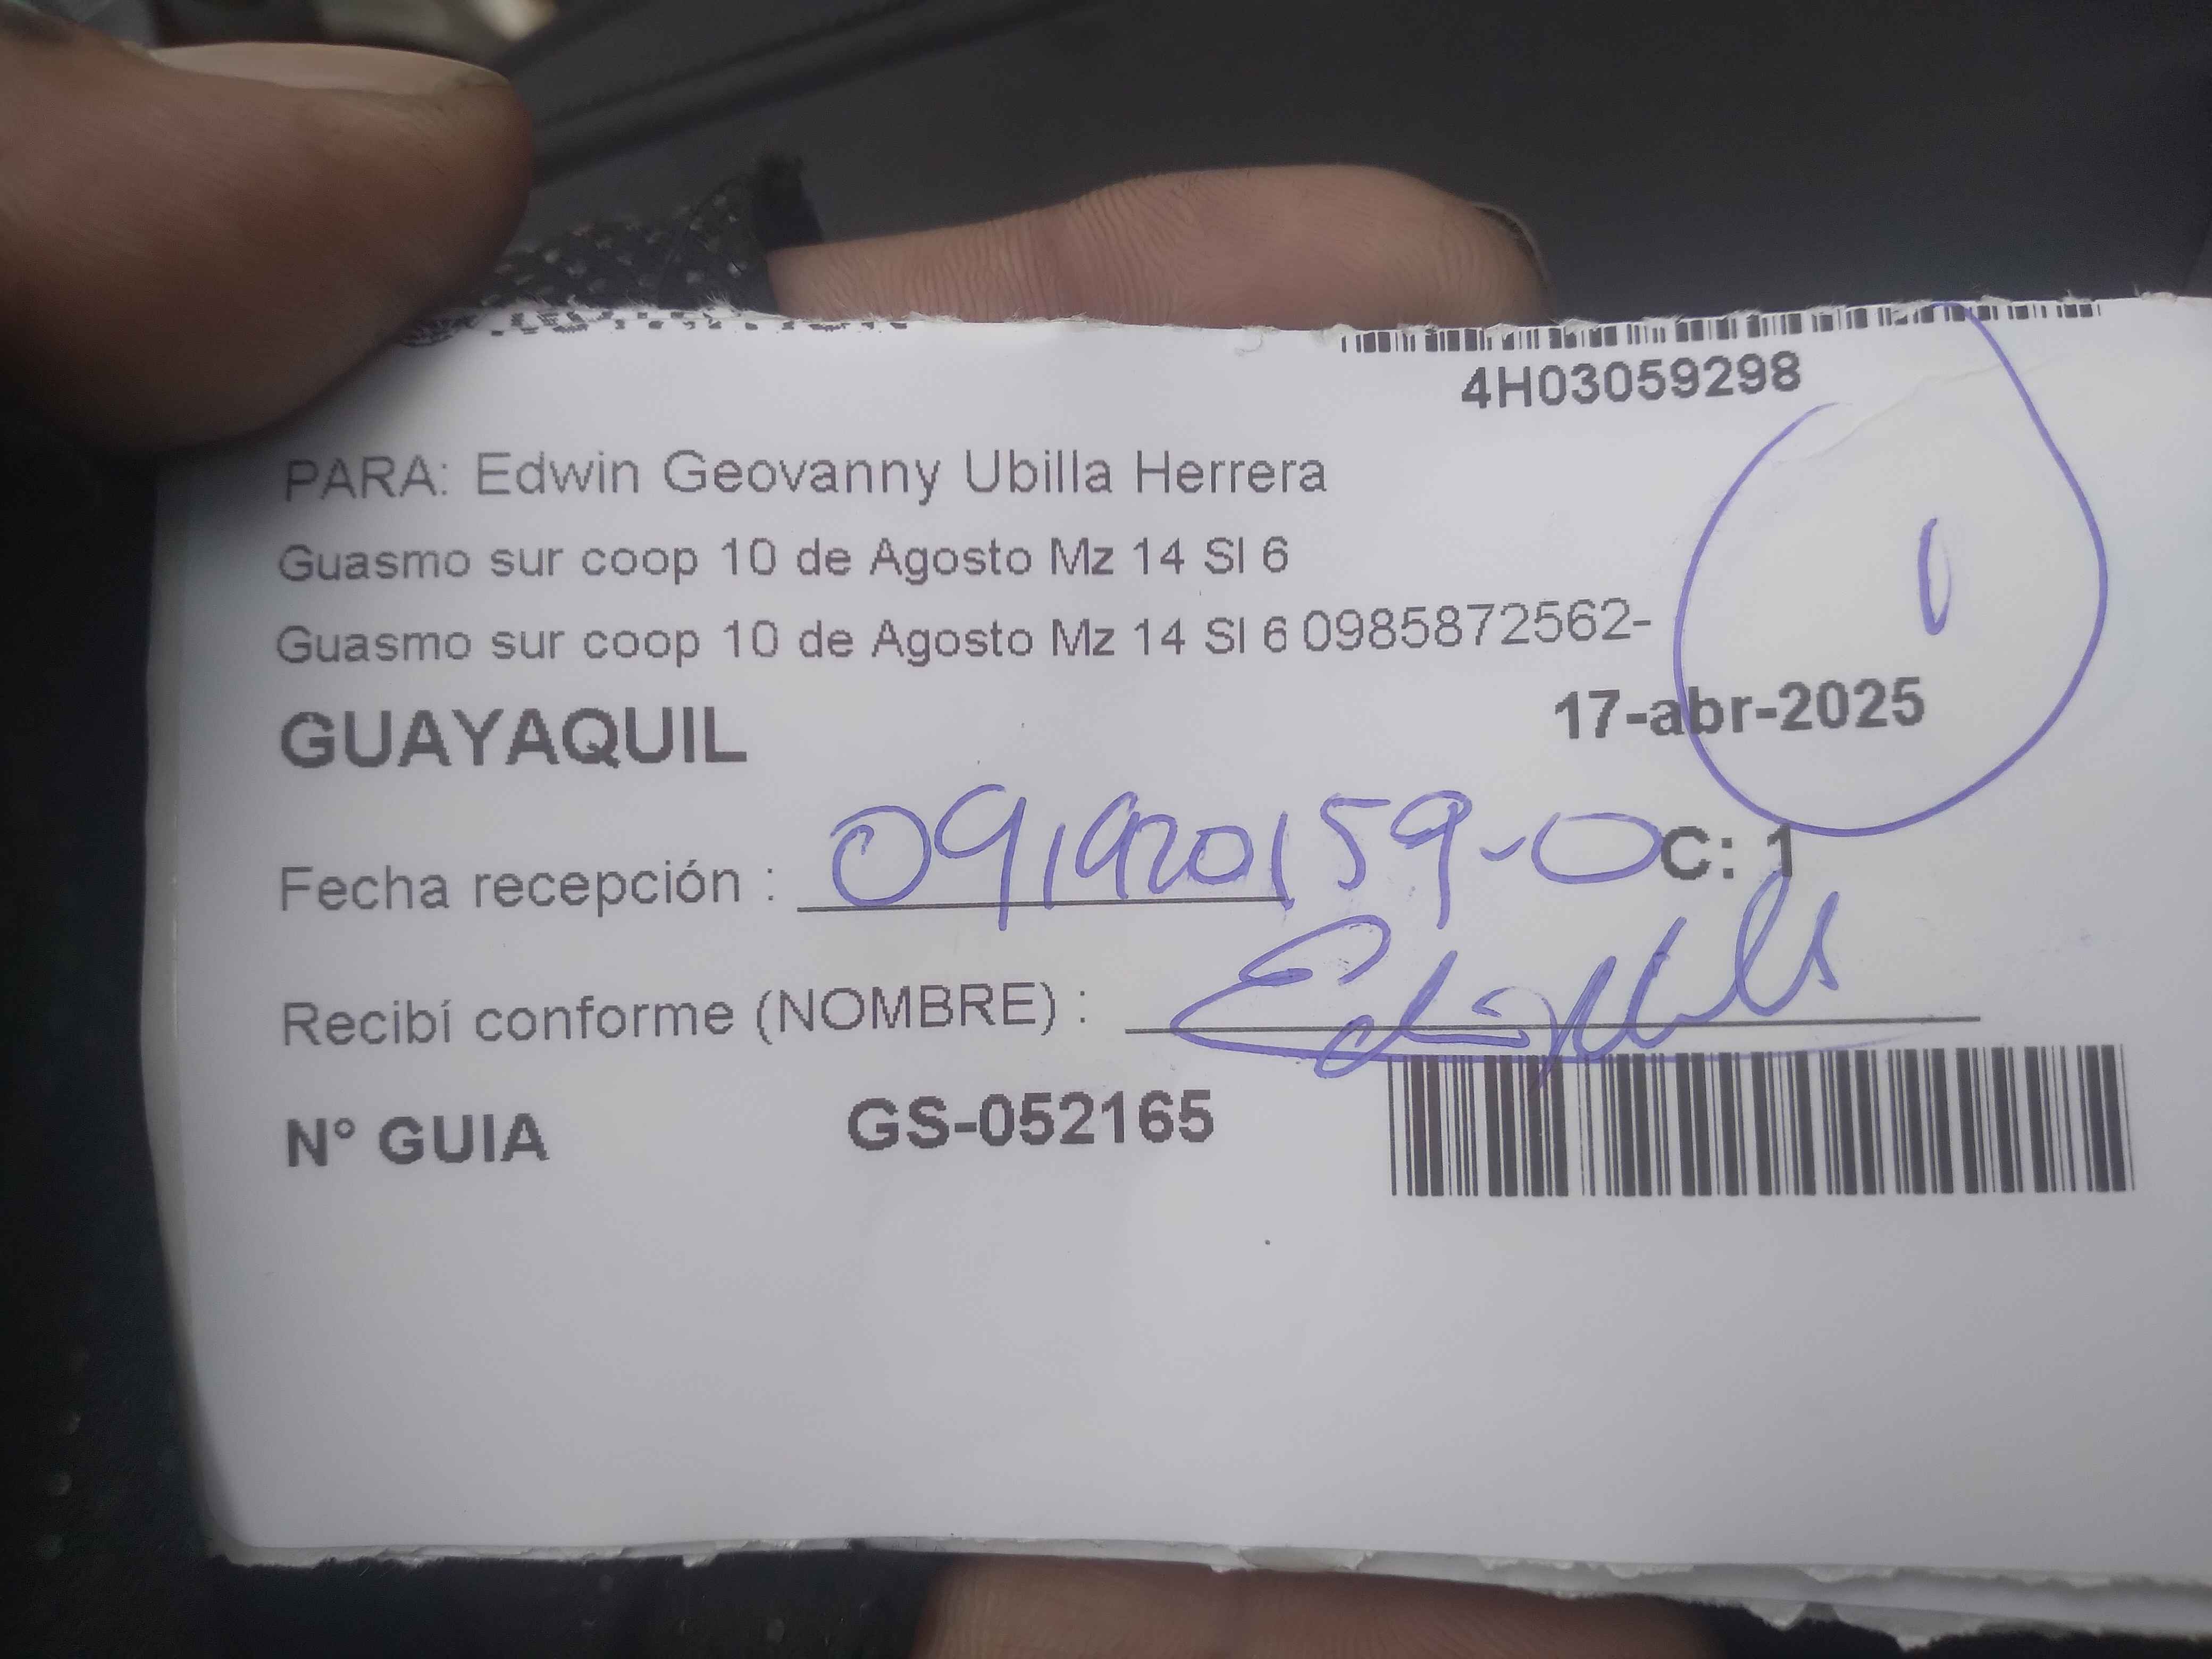 4H03059298
PARA: Edwin Geovanny Ubilla Herrera
Guasmo sur coop 10 de Agosto Mz 14 Sl 6
Guasmo sur coop 10 de Agosto Mz 14 Sl 6 0985872562-
GUAYAQUIL 17-abr-2025
Fecha recepción : 091920159-0 C: 1
Recibí conforme (NOMBRE) :
N° GUIA GS-052165